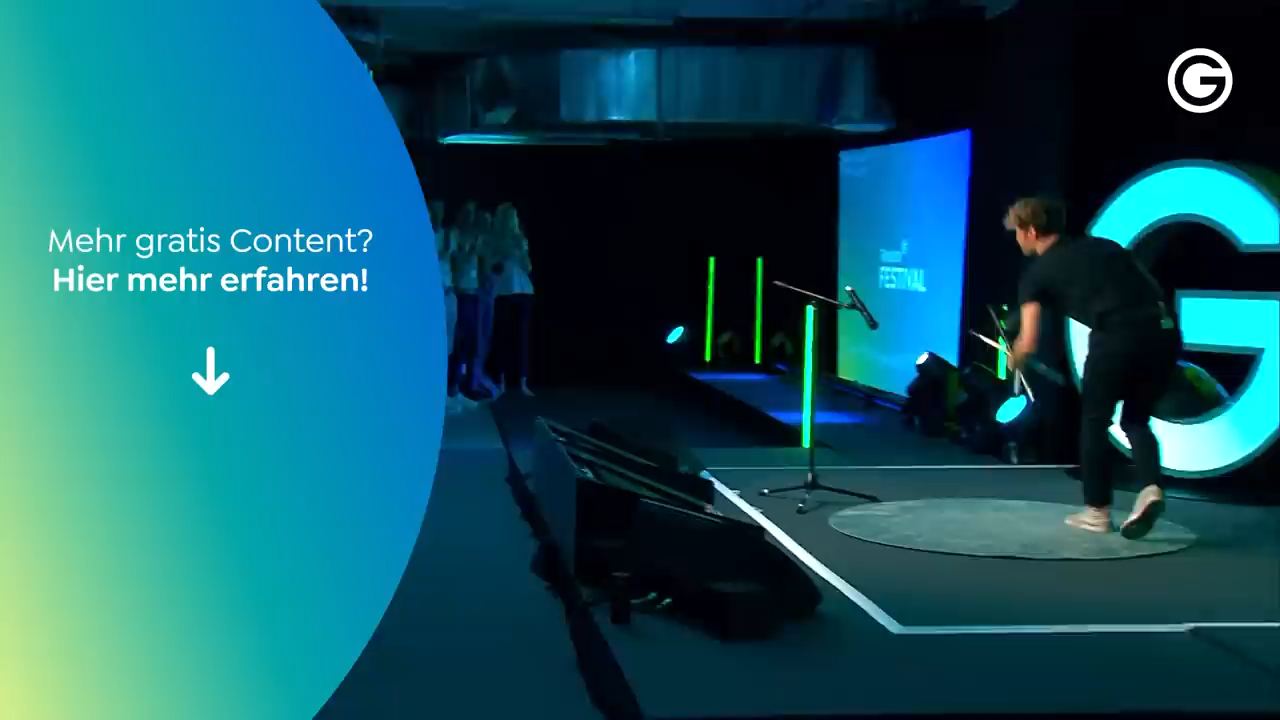 Mehr gratis Content?
Hier mehr erfahren!
G
FESTIVAL
G